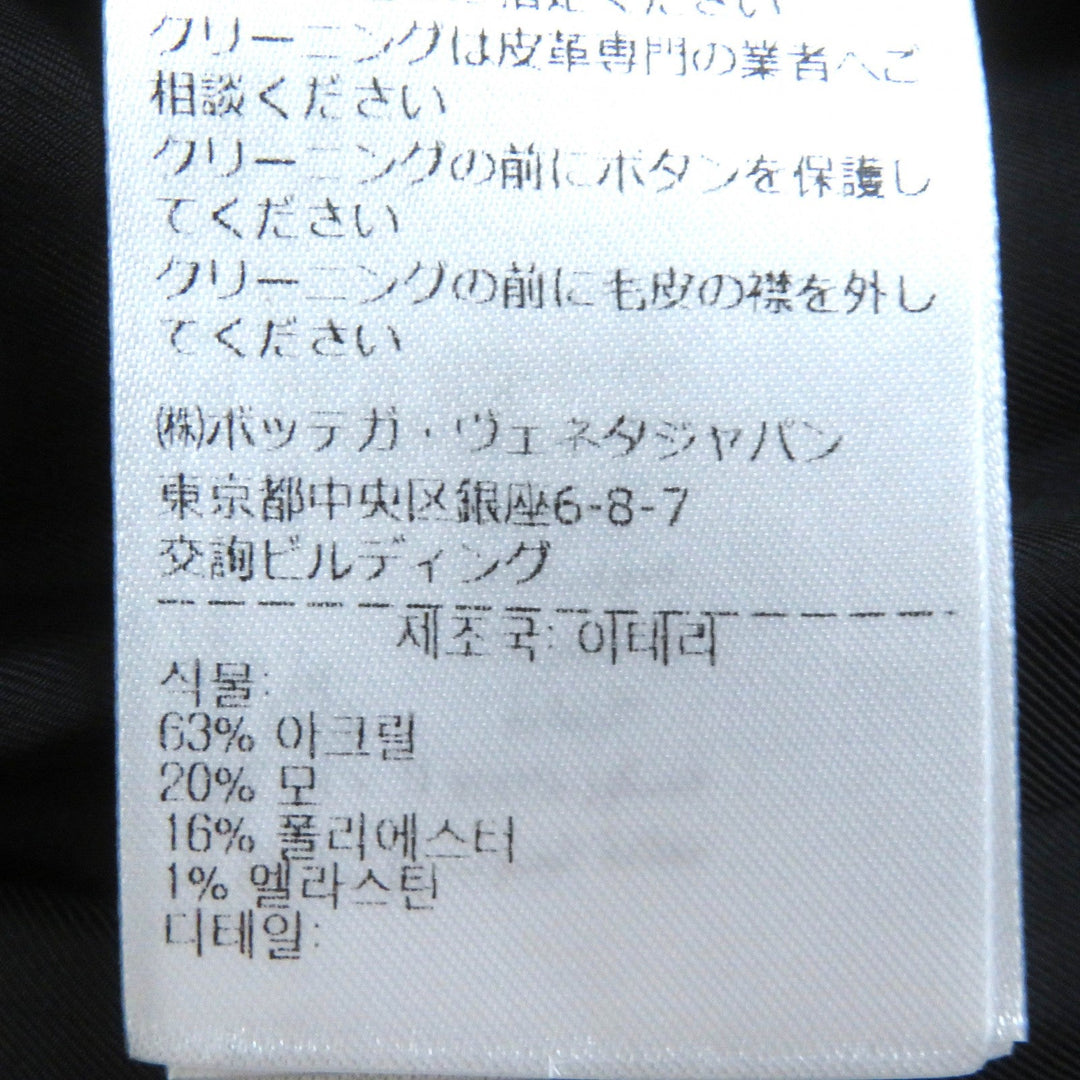 ください
クリーニングは皮革専門の業者へご
相談ください
クリーニングの前にボタンを保護し
てください
クリーニングの前に毛皮の襟を外し
てください
㈱ボッテガ・ヴェネタジャパン
東京都中央区銀座6-8-7
交詢ビルディング
제조국: 이태리
식물:
63% 아크릴
20% 모
16% 폴리에스터
1% 엘라스틴
디테일: